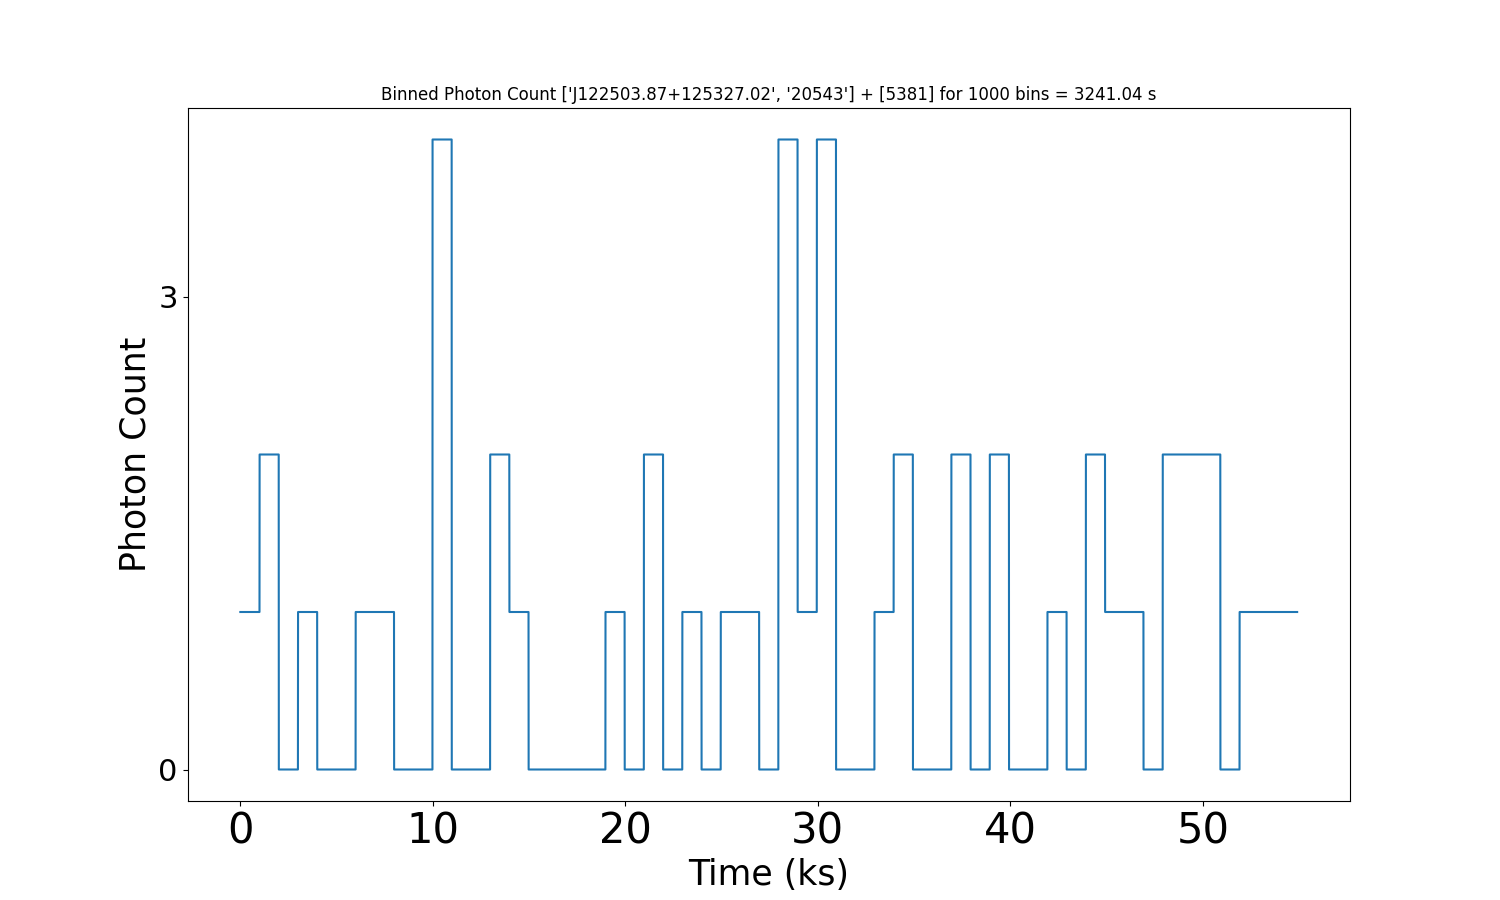 Binned Photon Count ['J122503.87+125327.02', '20543'] + [5381] for 1000 bins = 3241.04 s
Photon Count
3
0
0 10 20 30 40 50
Time (ks)